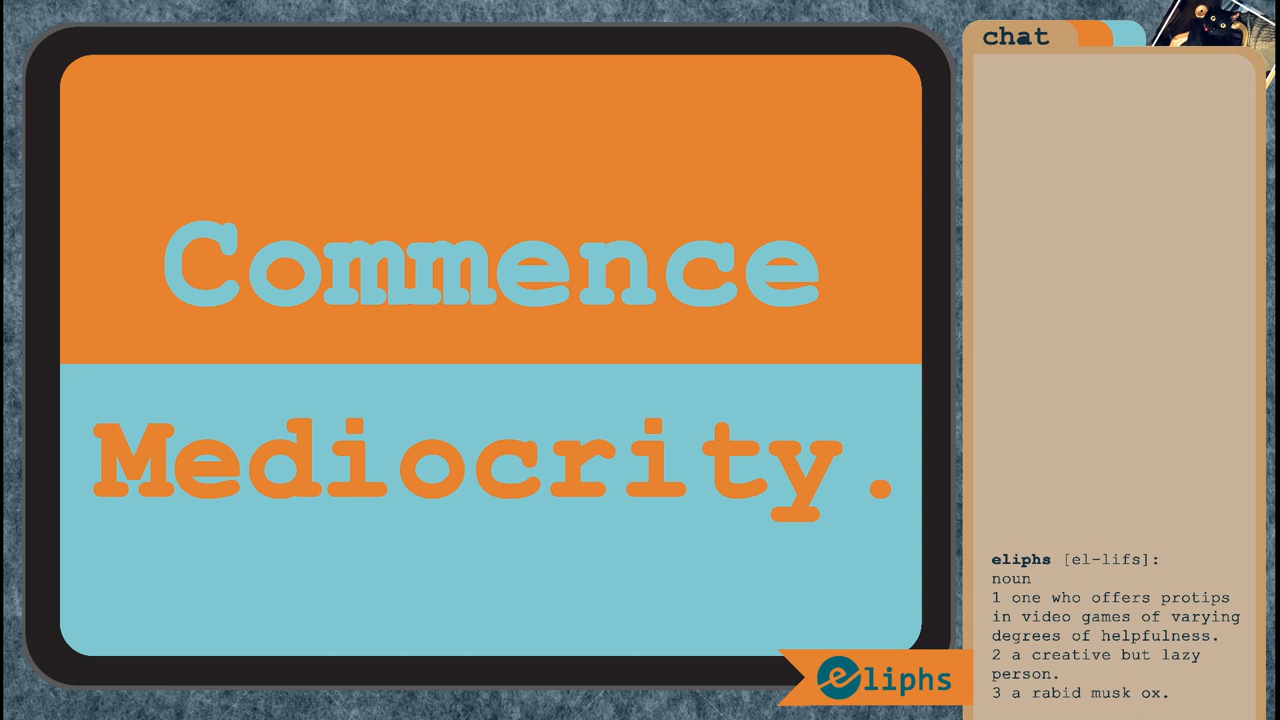 Commence
Mediocrity.
eliphs
chat
eliphs [el-lifs]:
noun
1 one who offers protips
in video games of varying
degrees of helpfulness.
2 a creative but lazy
person.
3 a rabid musk ox.